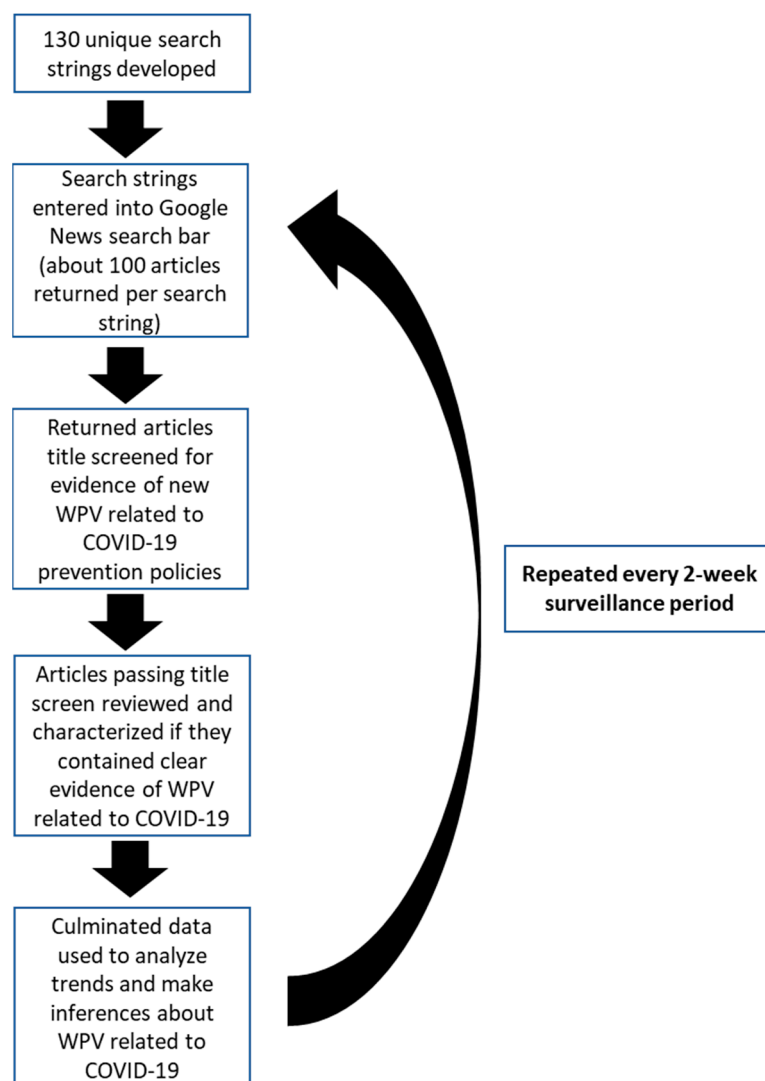 130 unique search
strings developed
Search strings
entered into Google
News search bar
(about 100 articles
returned per search
string)
Returned articles
title screened for
evidence of new
WPV related to
COVID-19
prevention policies
Repeated every 2-week
surveillance period
Articles passing title
screen reviewed and
characterized if they
contained clear
evidence of WPV
related to COVID-19
Culminated data
used to analyze
trends and make
inferences about
WPV related to
COVID-19